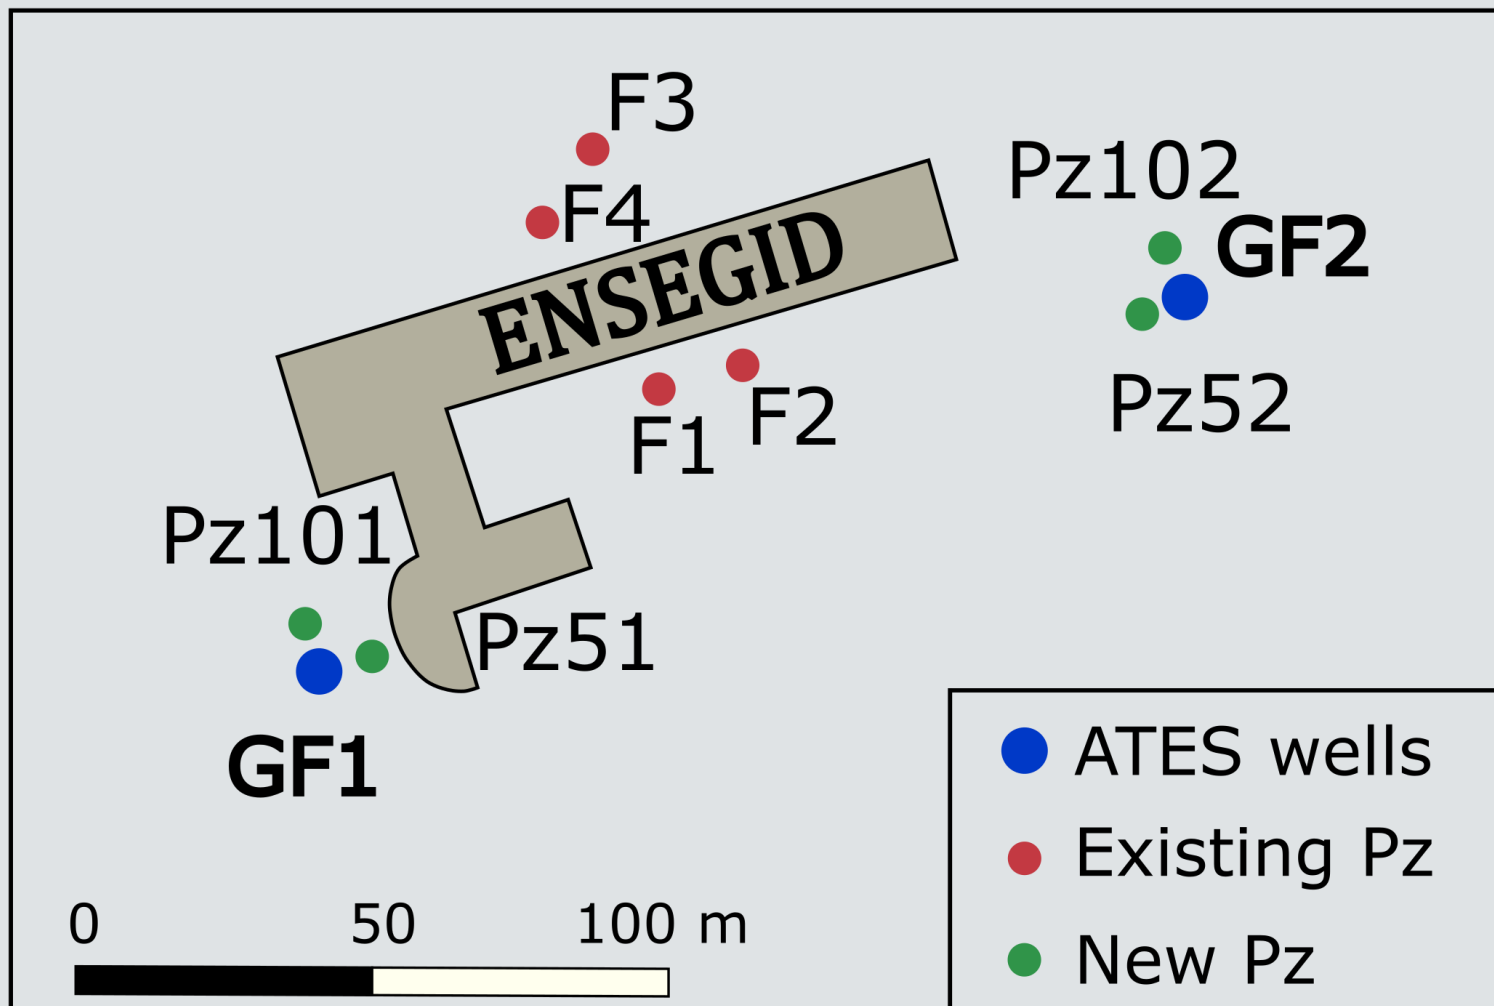 F3
Pz102
F4
ENSEGID
GF2
F1
F2
Pz52
Pz101
Pz51
GF1
ATES wells
Existing Pz
New Pz
0 50 100 m